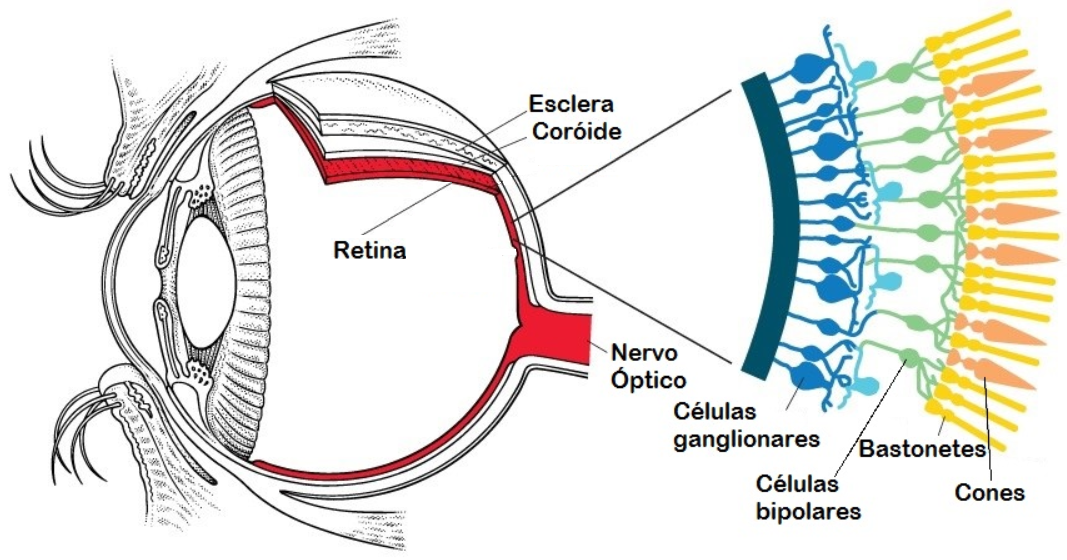 Esclera
Coróide
Retina
Nervo
Óptico
Células
ganglionares
Bastonetes
Células
bipolares
Cones